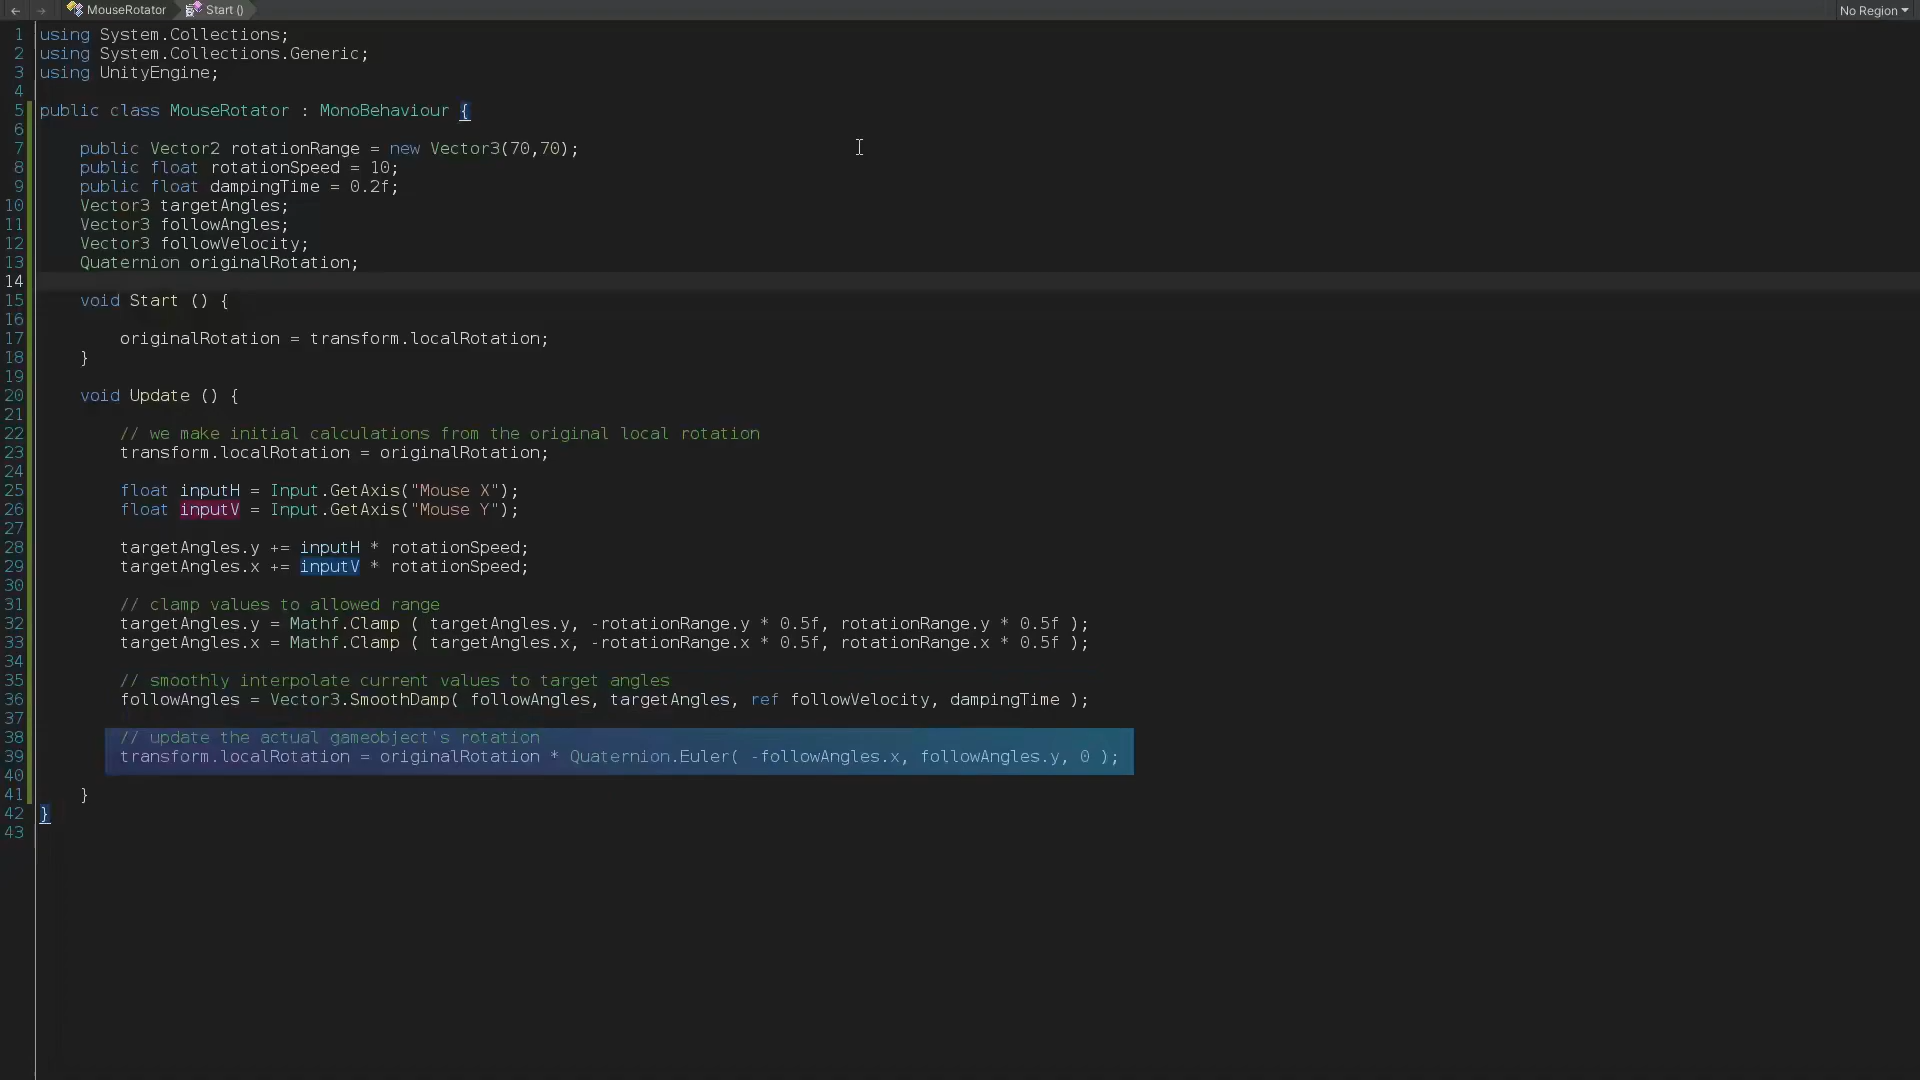 ← → MouseRotator Start () No Region
1 using System.Collections;
2 using System.Collections.Generic;
3 using UnityEngine;
4
5 public class MouseRotator : MonoBehaviour {
6
7 public Vector2 rotationRange = new Vector3(70,70);
8 public float rotationSpeed = 10;
9 public float dampingTime = 0.2f;
10 Vector3 targetAngles;
11 Vector3 followAngles;
12 Vector3 followVelocity;
13 Quaternion originalRotation;
14
15 void Start () {
16
17 originalRotation = transform.localRotation;
18 }
19
20 void Update () {
21
22 // we make initial calculations from the original local rotation
23 transform.localRotation = originalRotation;
24
25 float inputH = Input.GetAxis("Mouse X");
26 float inputV = Input.GetAxis("Mouse Y");
27
28 targetAngles.y += inputH * rotationSpeed;
29 targetAngles.x += inputV * rotationSpeed;
30
31 // clamp values to allowed range
32 targetAngles.y = Mathf.Clamp ( targetAngles.y, -rotationRange.y * 0.5f, rotationRange.y * 0.5f );
33 targetAngles.x = Mathf.Clamp ( targetAngles.x, -rotationRange.x * 0.5f, rotationRange.x * 0.5f );
34
35 // smoothly interpolate current values to target angles
36 followAngles = Vector3.SmoothDamp( followAngles, targetAngles, ref followVelocity, dampingTime );
37
38 // update the actual gameobject's rotation
39 transform.localRotation = originalRotation * Quaternion.Euler( -followAngles.x, followAngles.y, 0 );
40
41 }
42 }
43